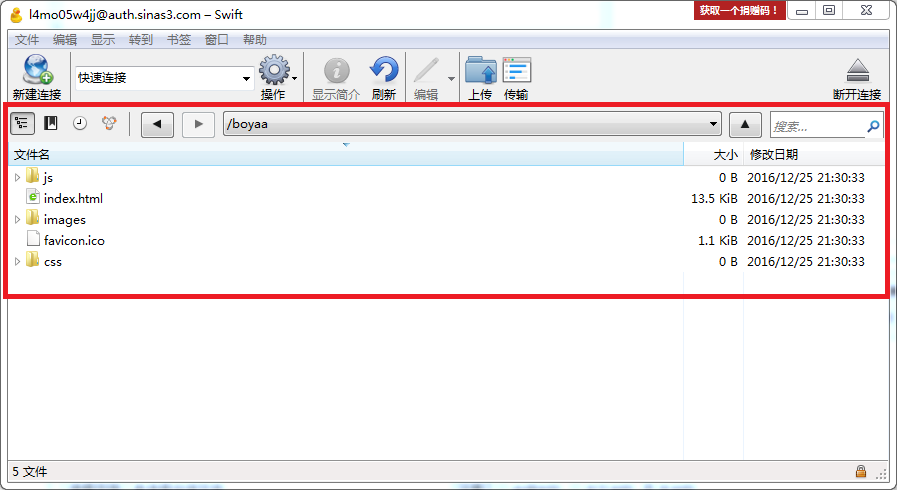 l4mo05w4jj@auth.sinas3.com – Swift
获取一个捐赠码！
文件 编辑 显示 转到 书签 窗口 帮助
快速连接
新建连接 操作 显示简介 刷新 编辑 上传 传输 断开连接
/boyaa
搜索...
文件名 大小 修改日期
js 0 B 2016/12/25 21:30:33
index.html 13.5 KiB 2016/12/25 21:30:33
images 0 B 2016/12/25 21:30:33
favicon.ico 1.1 KiB 2016/12/25 21:30:33
css 0 B 2016/12/25 21:30:33
5 文件